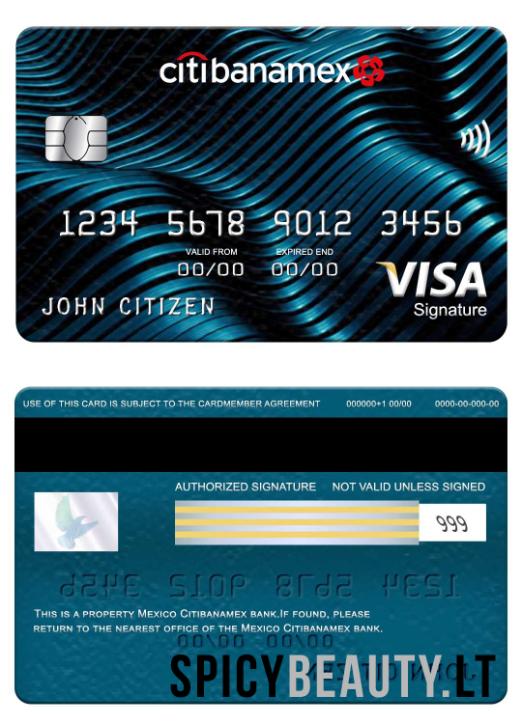 citibanamex
1234 5678 9012 3456
VALID FROM EXPIRED END
00/00 00/00
JOHN CITIZEN
VISA
Signature
USE OF THIS CARD IS SUBJECT TO THE CARDMEMBER AGREEMENT 000000+1 00/00 0000-00-000-00
AUTHORIZED SIGNATURE NOT VALID UNLESS SIGNED
999
THIS IS A PROPERTY MEXICO CITIBANAMEX BANK.IF FOUND, PLEASE
RETURN TO THE NEAREST OFFICE OF THE MEXICO CITIBANAMEX BANK.
SPICYBEAUTY.LT